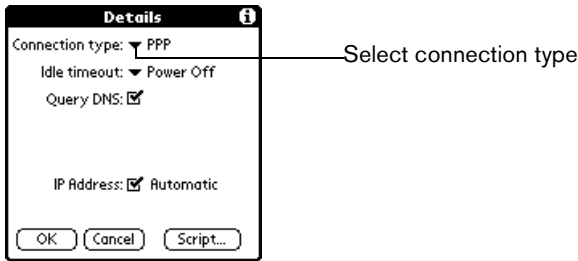 Details
Connection type: PPP
Select connection type
Idle timeout: Power Off
Query DNS:
IP Address: Automatic
OK Cancel Script...